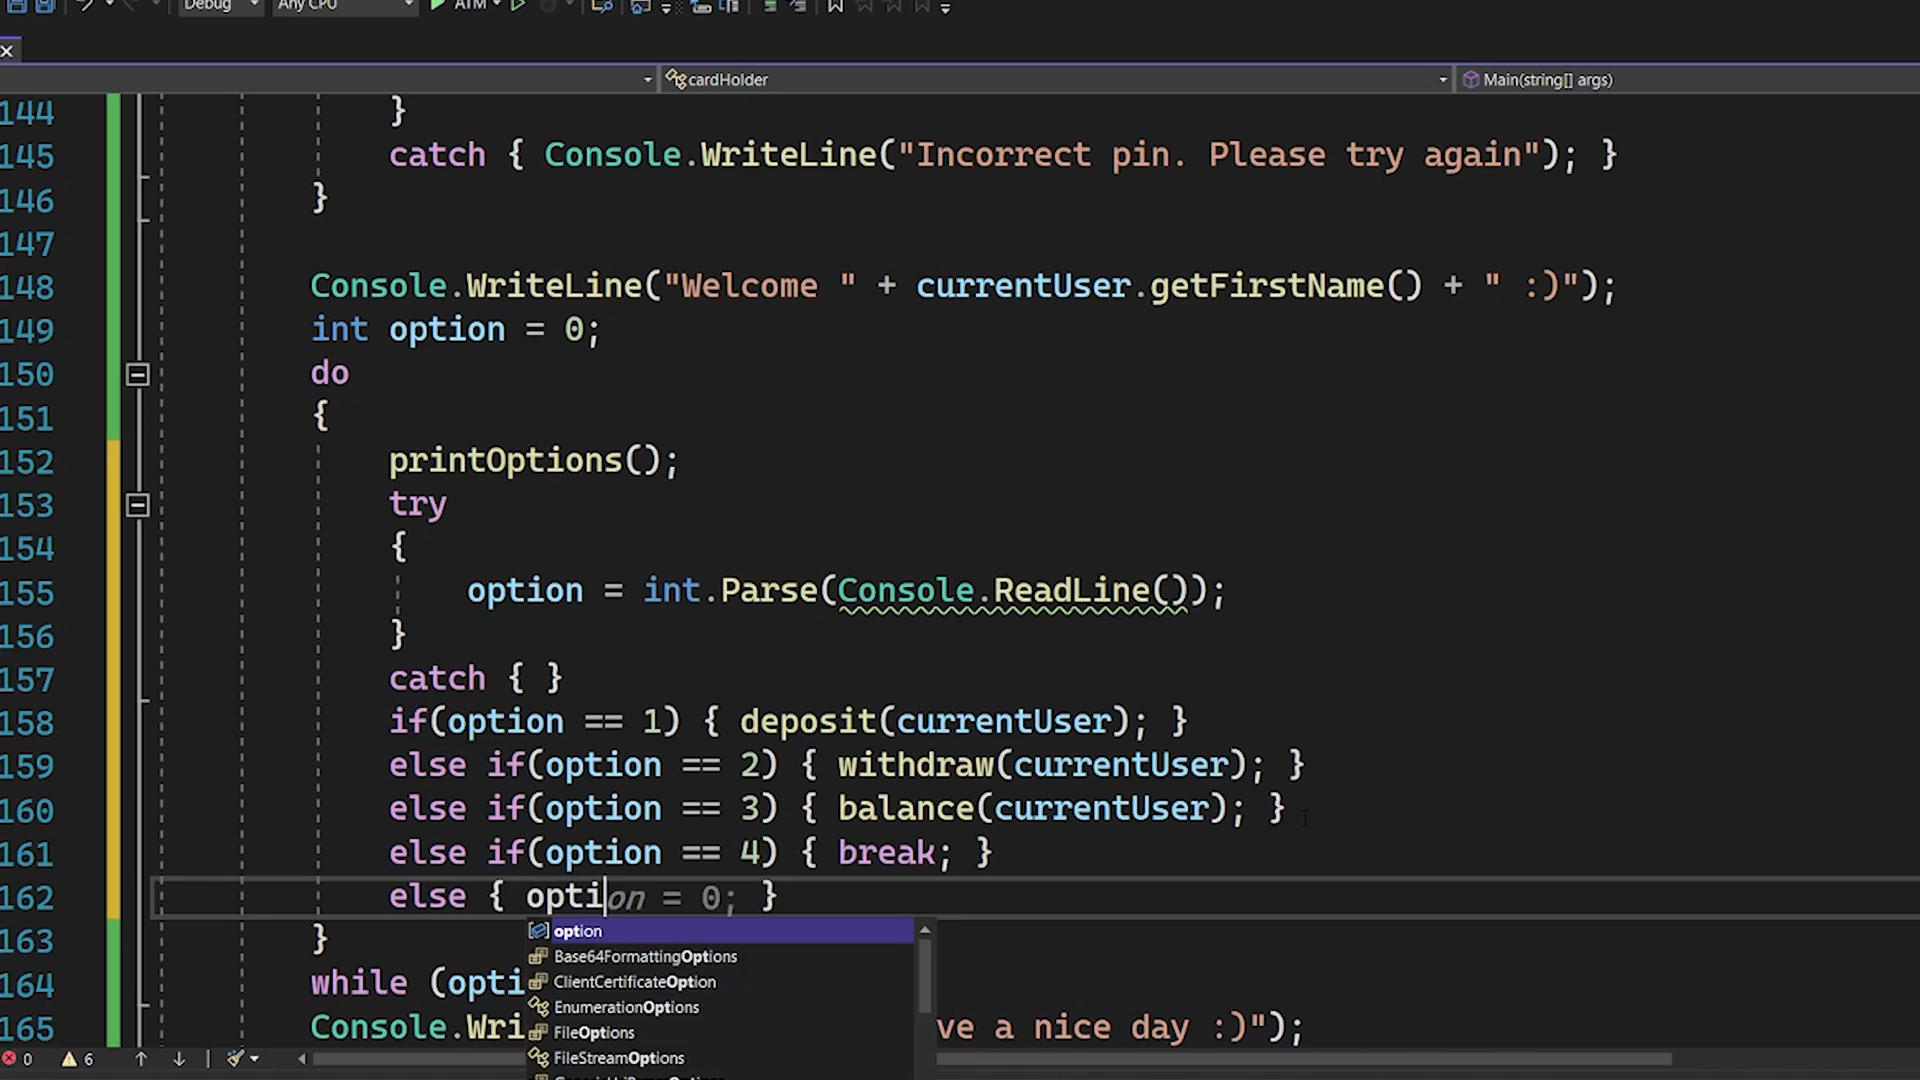 Debug Any CPU ATM
cardHolder Main(string[] args)
144 }
145 catch { Console.WriteLine("Incorrect pin. Please try again"); }
146 }
147
148 Console.WriteLine("Welcome " + currentUser.getFirstName() + " :)");
149 int option = 0;
150 do
151 {
152 printOptions();
153 try
154 {
155 option = int.Parse(Console.ReadLine());
156 }
157 catch { }
158 if(option == 1) { deposit(currentUser); }
159 else if(option == 2) { withdraw(currentUser); }
160 else if(option == 3) { balance(currentUser); }
161 else if(option == 4) { break; }
162 else { option = 0; }
option
163 }
Base64FormattingOptions
ClientCertificateOption
164 while (opti
EnumerationOptions
165 Console.Wri ve a nice day :)");
FileOptions
FileStreamOptions
0 6